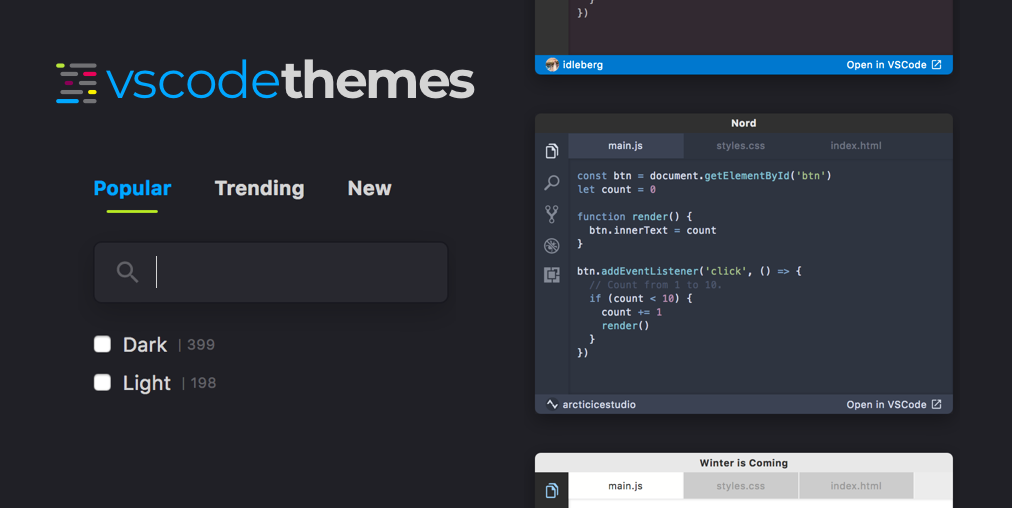 vscodethemes
Popular Trending New
Dark | 399
Light | 198
}
})
idleberg Open in VSCode
Nord
main.js styles.css index.html
const btn = document.getElementById('btn')
let count = 0
function render() {
btn.innerText = count
}
btn.addEventListener('click', () => {
// Count from 1 to 10.
if (count < 10) {
count += 1
render()
}
})
arcticicestudio Open in VSCode
Winter is Coming
main.js styles.css index.html